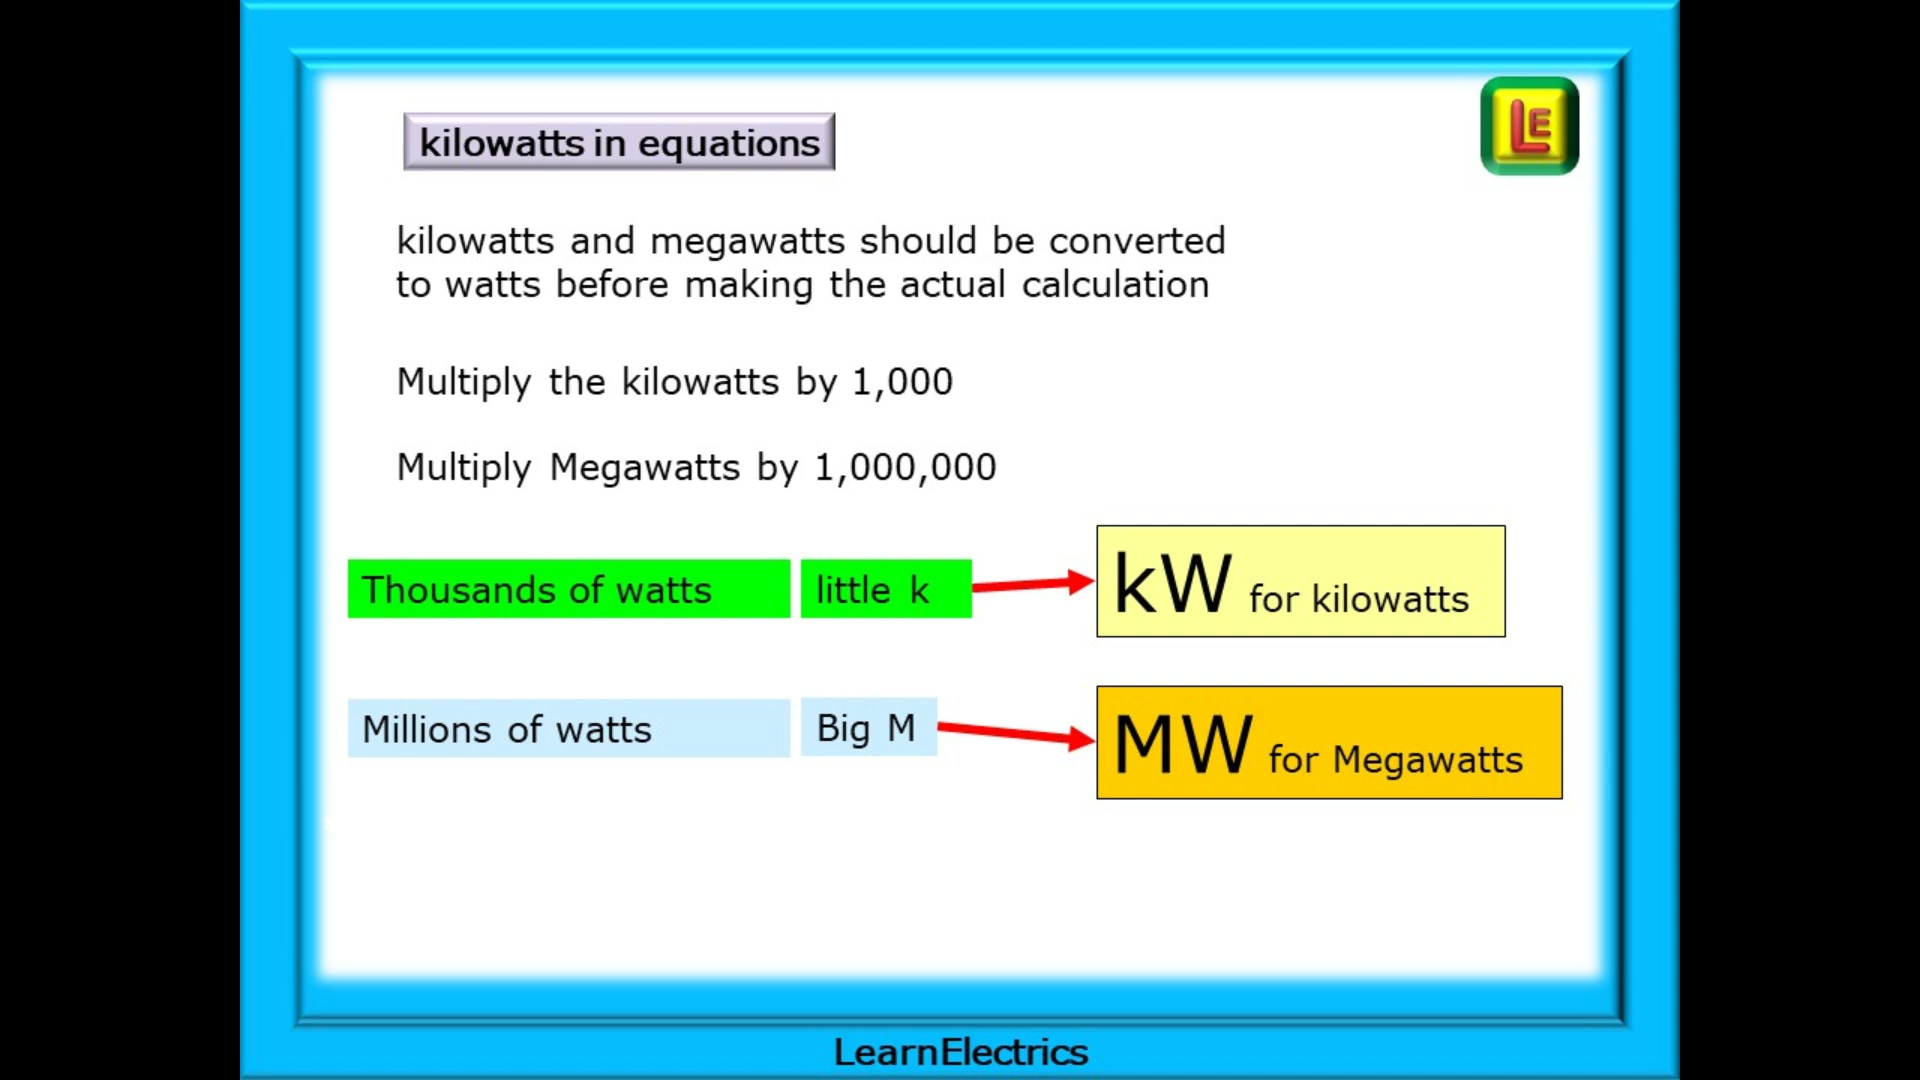 kilowatts in equations
LE
kilowatts and megawatts should be converted
to watts before making the actual calculation
Multiply the kilowatts by 1,000
Multiply Megawatts by 1,000,000
Thousands of watts little k kW for kilowatts
Millions of watts Big M MW for Megawatts
LearnElectrics